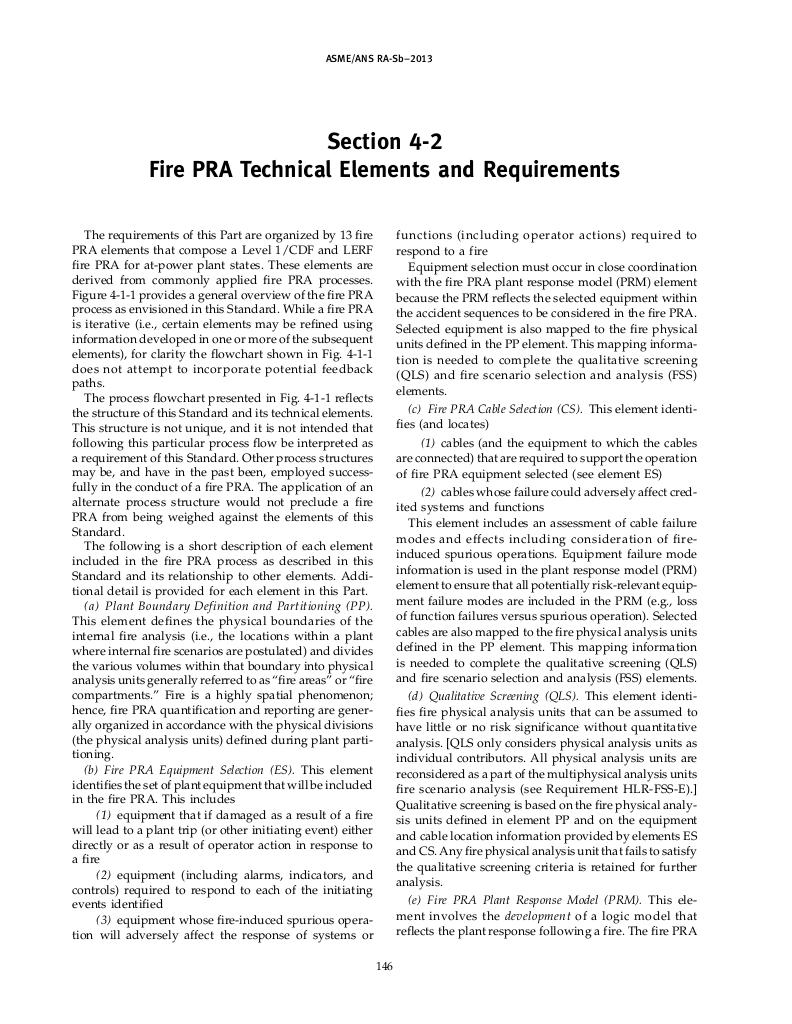 ASME/ANS RA-Sb–2013
Section 4-2
Fire PRA Technical Elements and Requirements
The requirements of this Part are organized by 13 fire
PRA elements that compose a Level 1/CDF and LERF
fire PRA for at-power plant states. These elements are
derived from commonly applied fire PRA processes.
Figure 4-1-1 provides a general overview of the fire PRA
process as envisioned in this Standard. While a fire PRA
is iterative (i.e., certain elements may be refined using
information developed in one or more of the subsequent
elements), for clarity the flowchart shown in Fig. 4-1-1
does not attempt to incorporate potential feedback
paths.
The process flowchart presented in Fig. 4-1-1 reflects
the structure of this Standard and its technical elements.
This structure is not unique, and it is not intended that
following this particular process flow be interpreted as
a requirement of this Standard. Other process structures
may be, and have in the past been, employed success-
fully in the conduct of a fire PRA. The application of an
alternate process structure would not preclude a fire
PRA from being weighed against the elements of this
Standard.
The following is a short description of each element
included in the fire PRA process as described in this
Standard and its relationship to other elements. Addi-
tional detail is provided for each element in this Part.
(a) Plant Boundary Definition and Partitioning (PP).
This element defines the physical boundaries of the
internal fire analysis (i.e., the locations within a plant
where internal fire scenarios are postulated) and divides
the various volumes within that boundary into physical
analysis units generally referred to as “fire areas” or “fire
compartments.” Fire is a highly spatial phenomenon;
hence, fire PRA quantification and reporting are gener-
ally organized in accordance with the physical divisions
(the physical analysis units) defined during plant parti-
tioning.
(b) Fire PRA Equipment Selection (ES). This element
identifies the set of plant equipment that will be included
in the fire PRA. This includes
(1) equipment that if damaged as a result of a fire
will lead to a plant trip (or other initiating event) either
directly or as a result of operator action in response to
a fire
(2) equipment (including alarms, indicators, and
controls) required to respond to each of the initiating
events identified
(3) equipment whose fire-induced spurious opera-
tion will adversely affect the response of systems or
functions (including operator actions) required to
respond to a fire
Equipment selection must occur in close coordination
with the fire PRA plant response model (PRM) element
because the PRM reflects the selected equipment within
the accident sequences to be considered in the fire PRA.
Selected equipment is also mapped to the fire physical
units defined in the PP element. This mapping informa-
tion is needed to complete the qualitative screening
(QLS) and fire scenario selection and analysis (FSS)
elements.
(c) Fire PRA Cable Selection (CS). This element identi-
fies (and locates)
(1) cables (and the equipment to which the cables
are connected) that are required to support the operation
of fire PRA equipment selected (see element ES)
(2) cables whose failure could adversely affect cred-
ited systems and functions
This element includes an assessment of cable failure
modes and effects including consideration of fire-
induced spurious operations. Equipment failure mode
information is used in the plant response model (PRM)
element to ensure that all potentially risk-relevant equip-
ment failure modes are included in the PRM (e.g., loss
of function failures versus spurious operation). Selected
cables are also mapped to the fire physical analysis units
defined in the PP element. This mapping information
is needed to complete the qualitative screening (QLS)
and fire scenario selection and analysis (FSS) elements.
(d) Qualitative Screening (QLS). This element identi-
fies fire physical analysis units that can be assumed to
have little or no risk significance without quantitative
analysis. [QLS only considers physical analysis units as
individual contributors. All physical analysis units are
reconsidered as a part of the multiphysical analysis units
fire scenario analysis (see Requirement HLR-FSS-E).]
Qualitative screening is based on the fire physical analy-
sis units defined in element PP and on the equipment
and cable location information provided by elements ES
and CS. Any fire physical analysis unit that fails to satisfy
the qualitative screening criteria is retained for further
analysis.
(e) Fire PRA Plant Response Model (PRM). This ele-
ment involves the development of a logic model that
reflects the plant response following a fire. The fire PRA
146